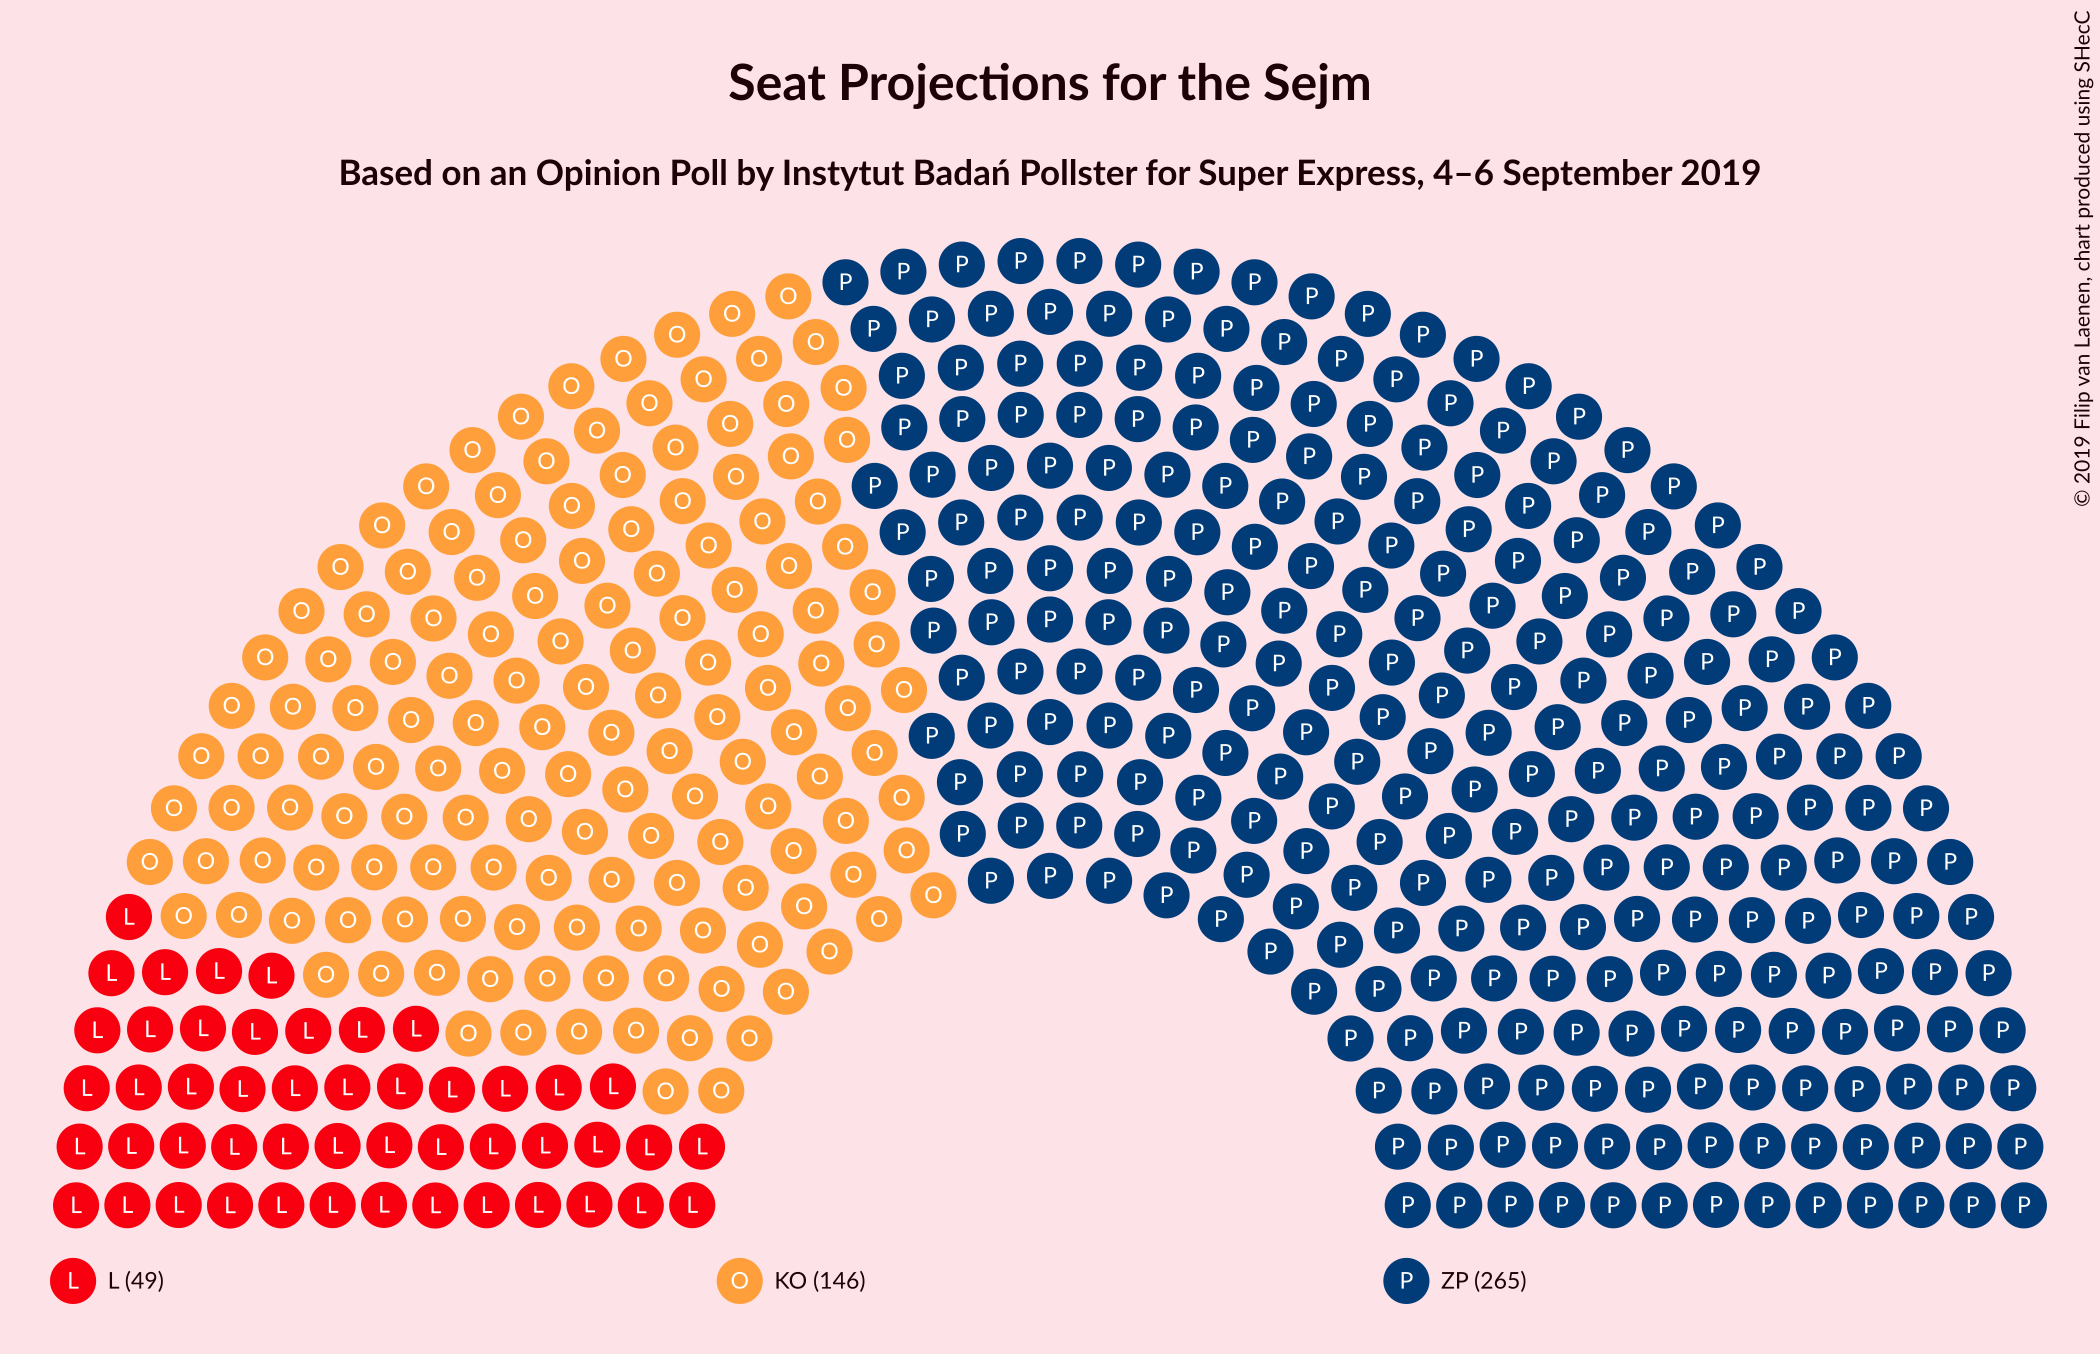 Seat Projections for the Sejm
Based on an Opinion Poll by Instytut Badań Pollster for Super Express, 4–6 September 2019
© 2019 Filip van Laenen, chart produced using SHecC
L L (49)
O KO (146)
P ZP (265)